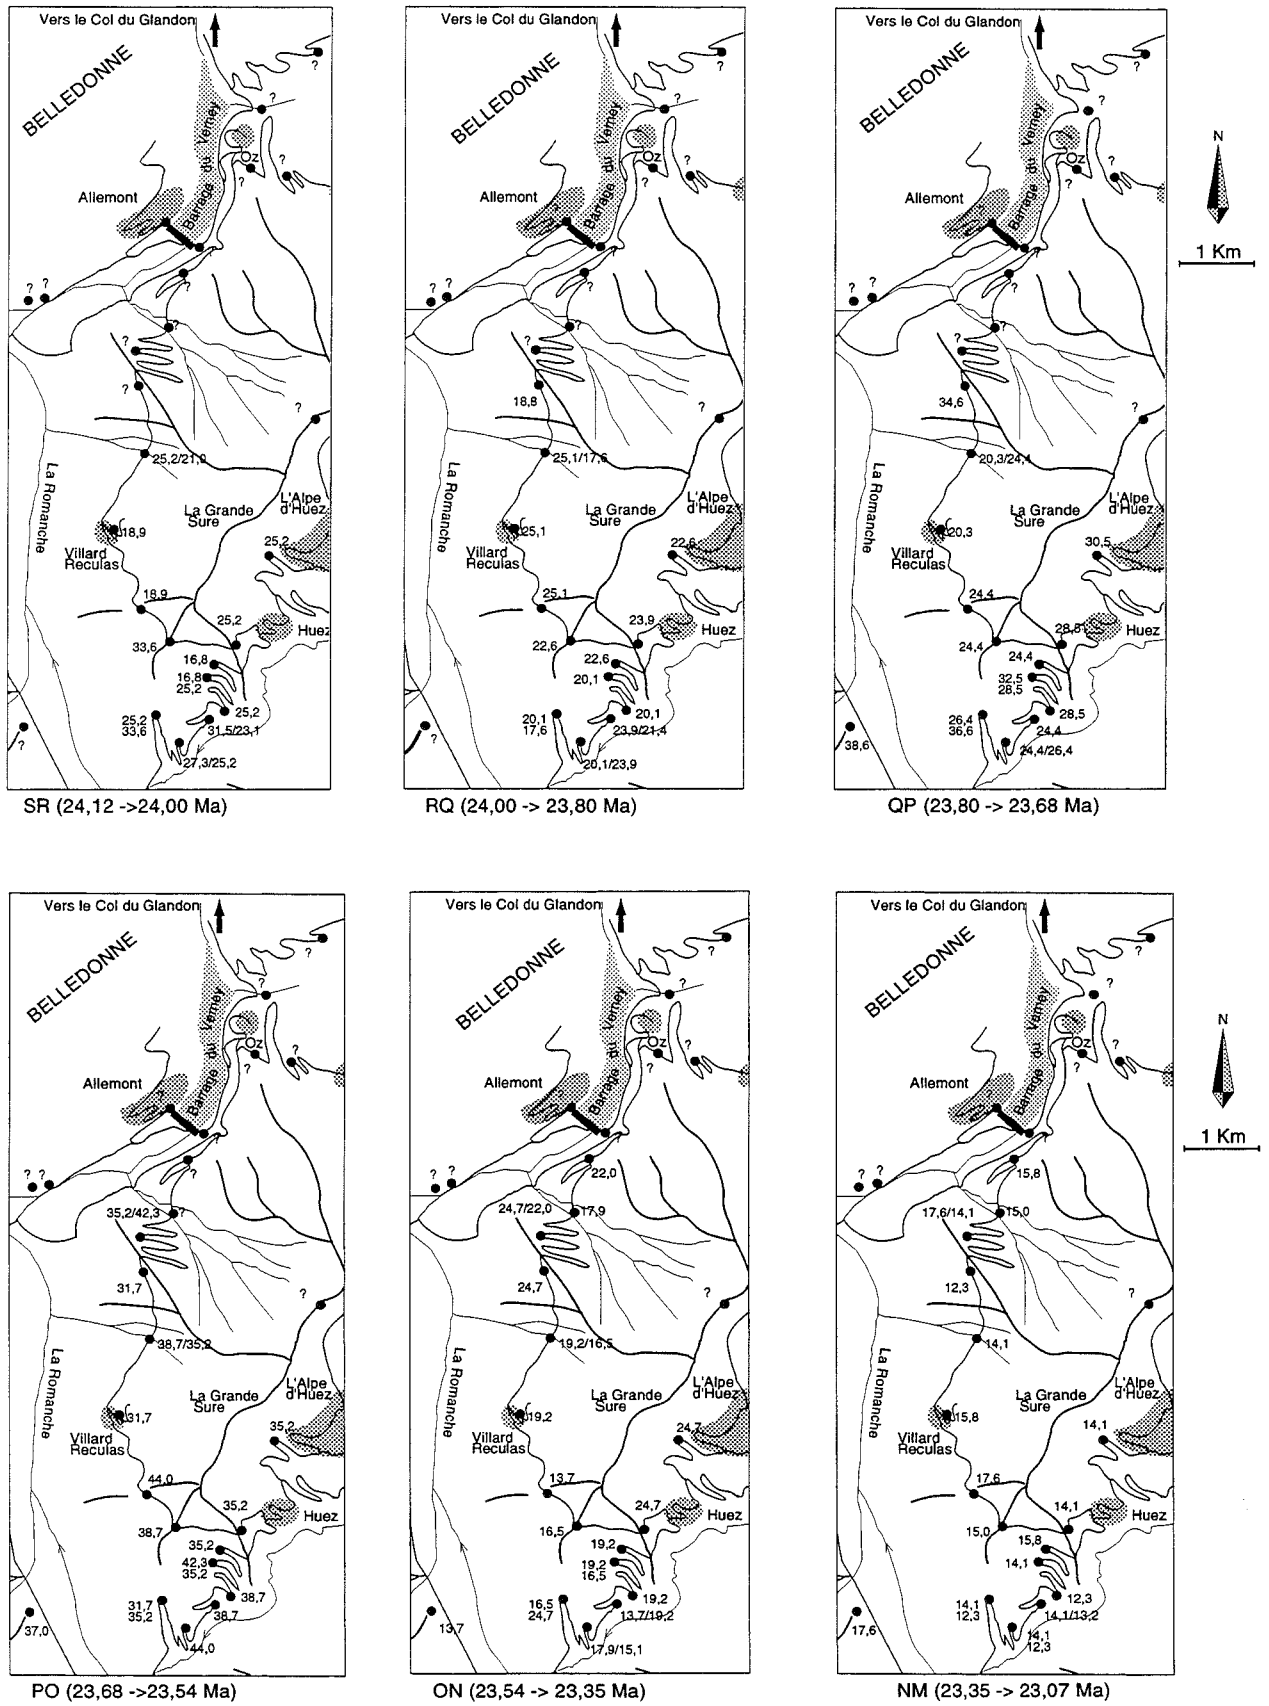 Vers le Col du Glandon
BELLEDONNE
?
?
Barrage du Verney
Oz
?
?
Allemont
?
? ?
?
?
?
?
?
25,2/21,0
La Romanche
La Grande
Sure
L'Alpe
d'Huez
18,9
Villard
Reculas
25,2
18,9
25,2
Huez
33,6
16,8
16,8
25,2
25,2
25,2
33,6
31,5/23,1
?
27,3/25,2
SR (24,12 ->24,00 Ma)
Vers le Col du Glandon
BELLEDONNE
?
?
Barrage du Verney
Oz
?
?
Allemont
?
? ?
?
?
?
18,8
?
25,1/17,6
La Romanche
La Grande
Sure
L'Alpe
d'Huez
25,1
Villard
Reculas
22,6
25,1
23,9
Huez
22,6
22,6
20,1
20,1
20,1
17,6
23,9/21,4
?
20,1/23,9
RQ (24,00 -> 23,80 Ma)
Vers le Col du Glandon
BELLEDONNE
?
?
Barrage du Verney
Oz
?
?
Allemont
?
? ?
?
?
?
34,6
?
20,3/24,4
La Romanche
La Grande
Sure
L'Alpe
d'Huez
20,3
Villard
Reculas
30,5
24,4
28,5
Huez
24,4
24,4
32,5
28,5
28,5
26,4
36,6
24,4
38,6
24,4/26,4
QP (23,80 -> 23,68 Ma)
N
1 Km
Vers le Col du Glandon
BELLEDONNE
?
?
Barrage du Verney
Oz
?
?
Allemont
?
? ?
?
35,2/42,3
?
31,7
?
38,7/35,2
La Romanche
La Grande
Sure
L'Alpe
d'Huez
31,7
Villard
Reculas
35,2
44,0
35,2
Huez
38,7
35,2
42,3
35,2
38,7
31,7
35,2
38,7
37,0
44,0
PO (23,68 ->23,54 Ma)
Vers le Col du Glandon
BELLEDONNE
?
?
Barrage du Verney
Oz
?
?
Allemont
? ?
22,0
24,7/22,0
17,9
24,7
?
19,2/16,5
La Romanche
La Grande
Sure
L'Alpe
d'Huez
19,2
Villard
Reculas
24,7
13,7
24,7
Huez
16,5
19,2
19,2
16,5
19,2
16,5
24,7
13,7/19,2
13,7
17,9/15,1
ON (23,54 -> 23,35 Ma)
Vers le Col du Glandon
BELLEDONNE
?
?
Barrage du Verney
Oz
?
?
Allemont
? ?
15,8
17,6/14,1
15,0
12,3
?
14,1
La Romanche
La Grande
Sure
L'Alpe
d'Huez
15,8
Villard
Reculas
14,1
17,6
14,1
Huez
15,0
15,8
14,1
12,3
14,1
12,3
14,1/13,2
17,6
14,1
12,3
NM (23,35 -> 23,07 Ma)
N
1 Km